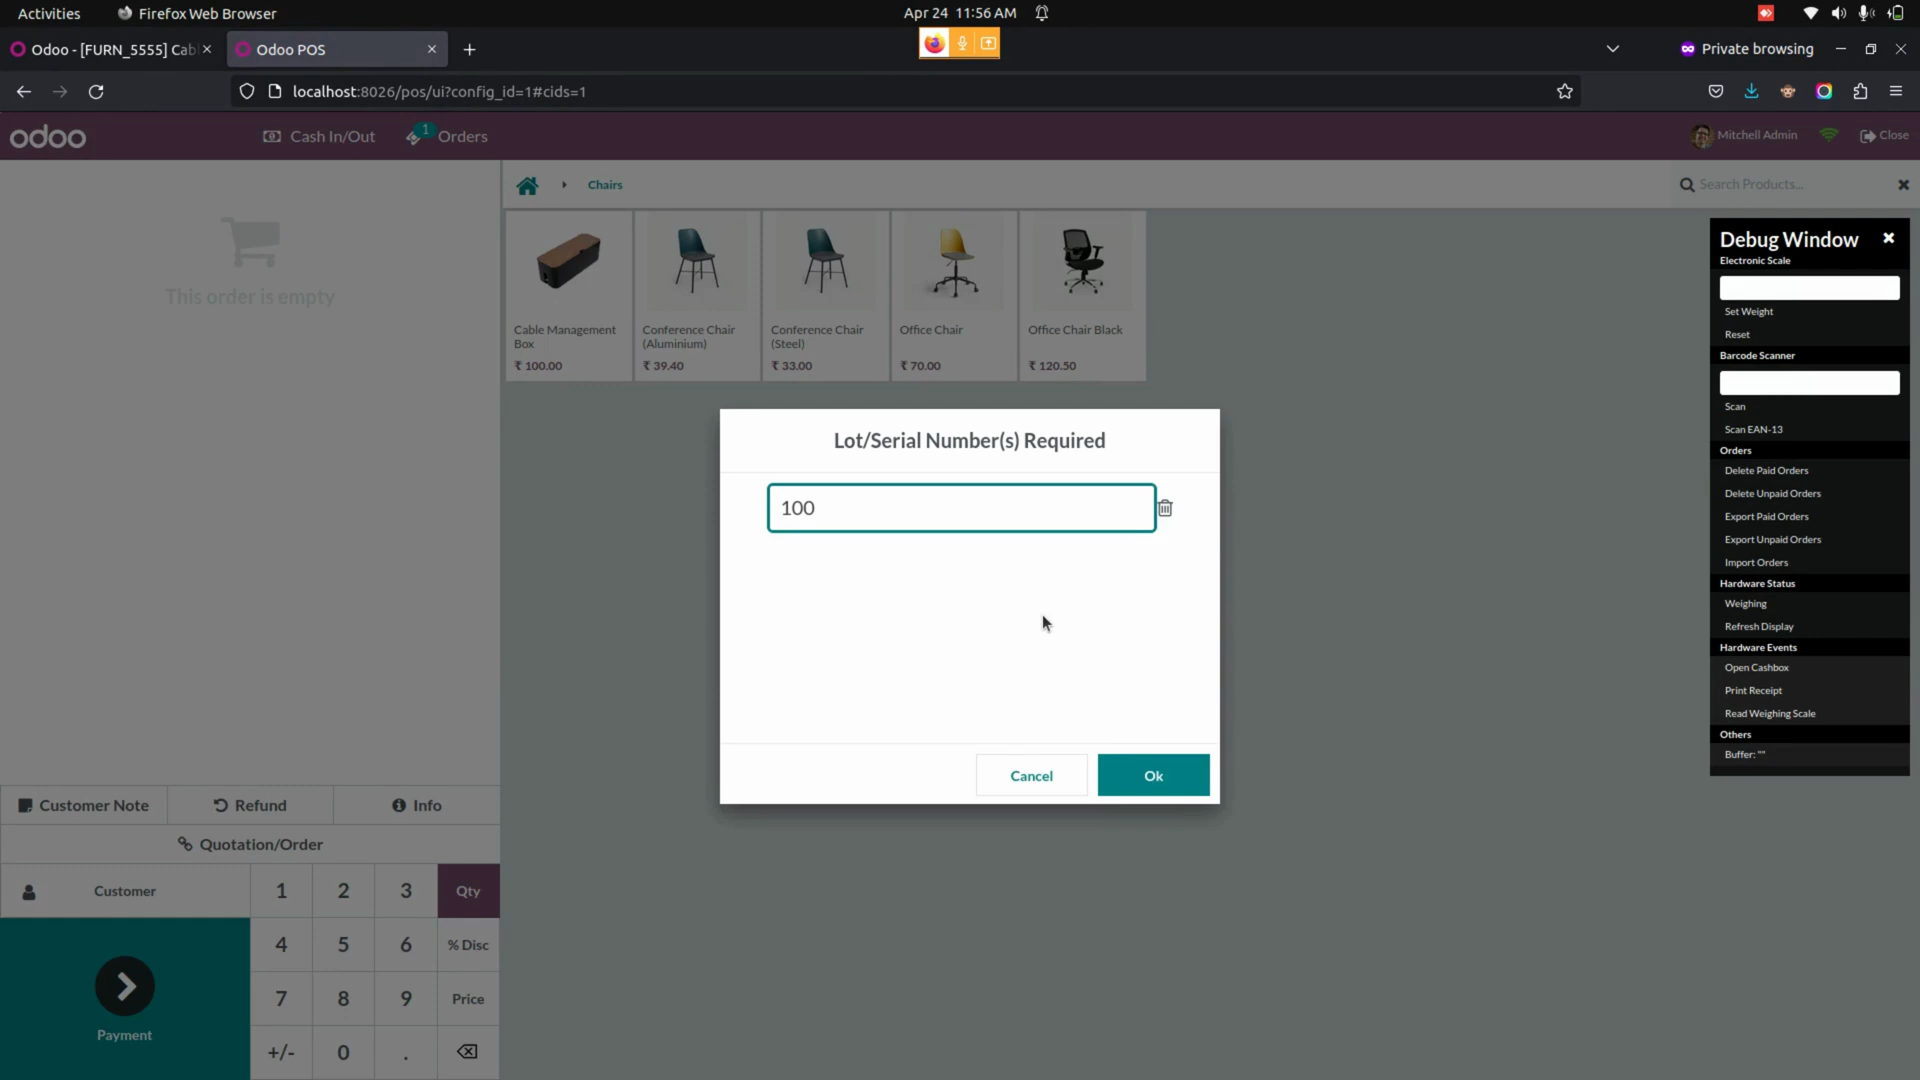 Activities
Firefox Web Browser
Apr 24 11:56 AM
Odoo - [FURN_5555] Cab
Odoo POS
Private browsing
localhost:8026/pos/ui?config_id=1#cids=1
odoo
Cash In/Out
1
Orders
Mitchell Admin
Close
This order is empty
Chairs
Search Products...
Cable Management
Box
₹ 100.00
Conference Chair
(Aluminium)
₹ 39.40
Conference Chair
(Steel)
₹ 33.00
Office Chair
₹ 70.00
Office Chair Black
₹ 120.50
Lot/Serial Number(s) Required
100
Cancel
Ok
Debug Window
Electronic Scale
Set Weight
Reset
Barcode Scanner
Scan
Scan EAN-13
Orders
Delete Paid Orders
Delete Unpaid Orders
Export Paid Orders
Export Unpaid Orders
Import Orders
Hardware Status
Weighing
Refresh Display
Hardware Events
Open Cashbox
Print Receipt
Read Weighing Scale
Others
Buffer: ""
Customer Note
Refund
Info
Quotation/Order
Customer
1 2 3 Qty
4 5 6 % Disc
7 8 9 Price
+/- 0 .
Payment